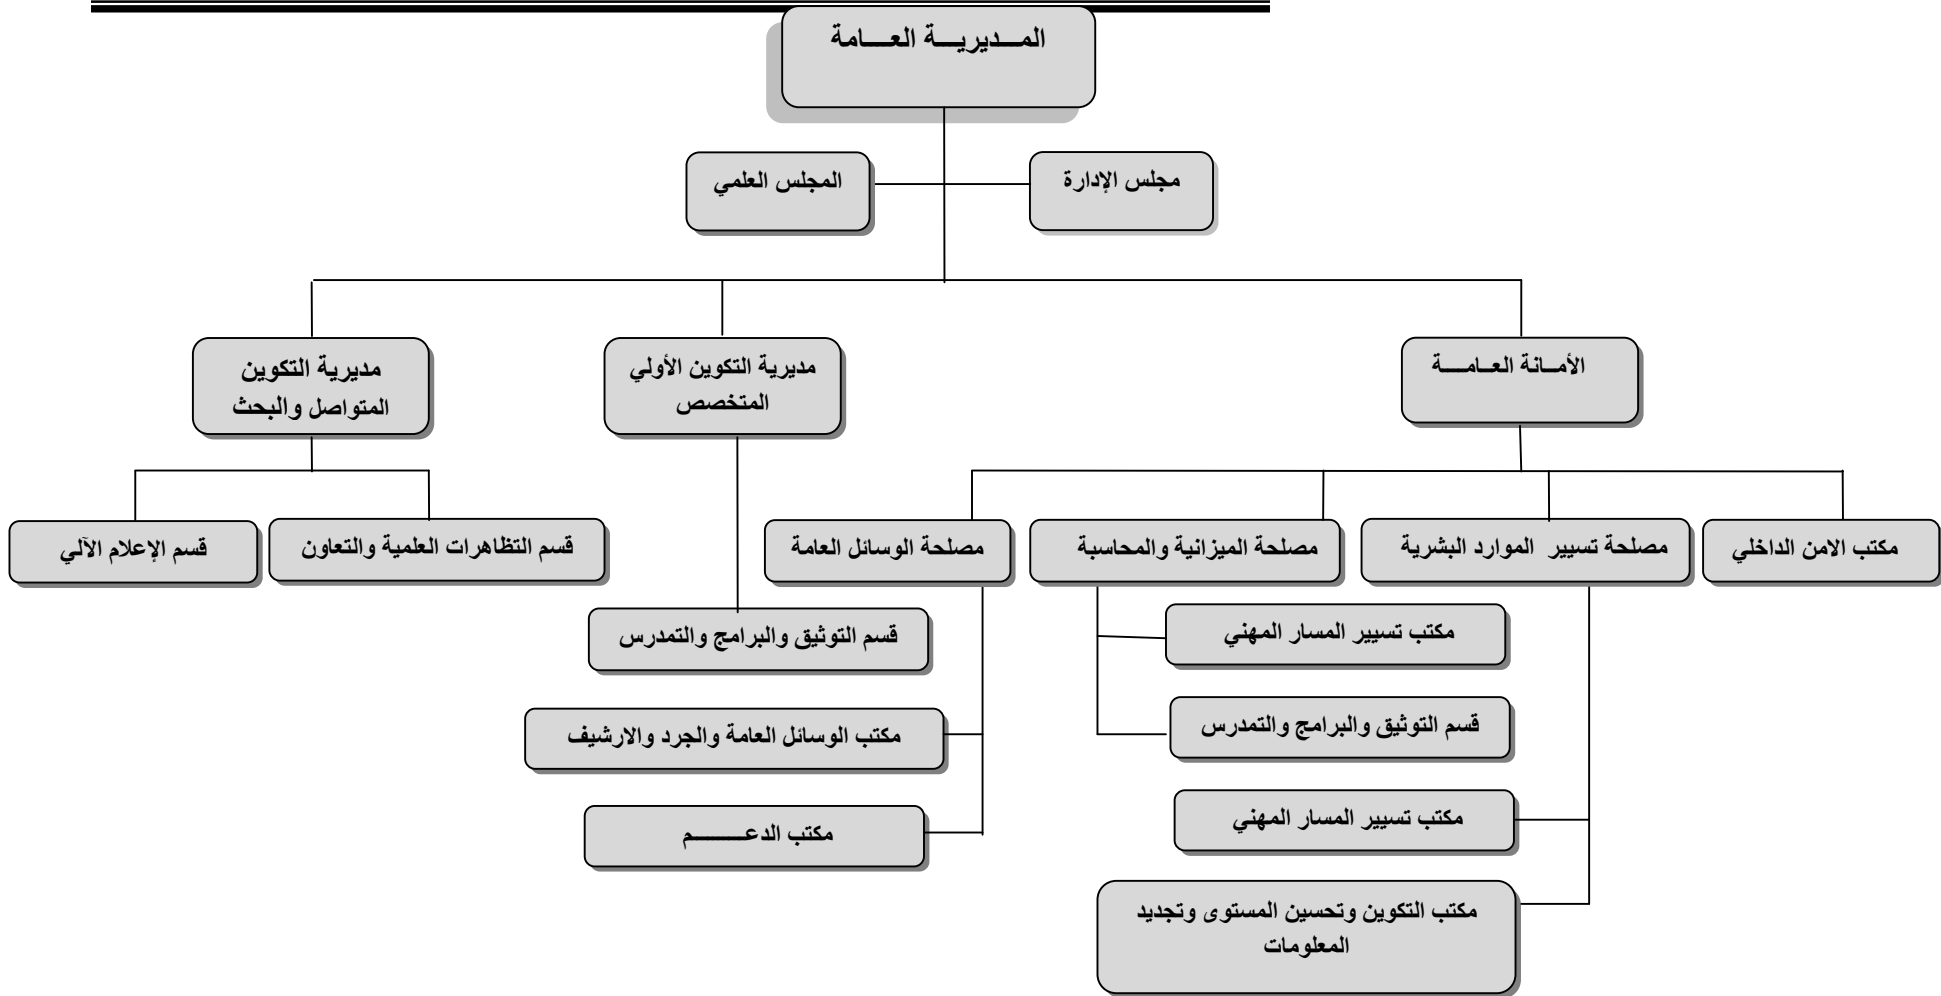 المـــديريـــة العـــامة
مجلس الإدارة
المجلس العلمي
الأمــانة العــامــــة
مديرية التكوين الأولي
المتخصص
مديرية التكوين
المتواصل والبحث
مكتب الامن الداخلي
مصلحة تسيير الموارد البشرية
مصلحة الميزانية والمحاسبة
مصلحة الوسائل العامة
قسم التظاهرات العلمية والتعاون
قسم الإعلام الآلي
مكتب تسيير المسار المهني
قسم التوثيق والبرامج والتمدرس
قسم التوثيق والبرامج والتمدرس
مكتب الوسائل العامة والجرد والارشيف
مكتب تسيير المسار المهني
مكتب الدعـــــــــم
مكتب التكوين وتحسين المستوى وتجديد
المعلومات